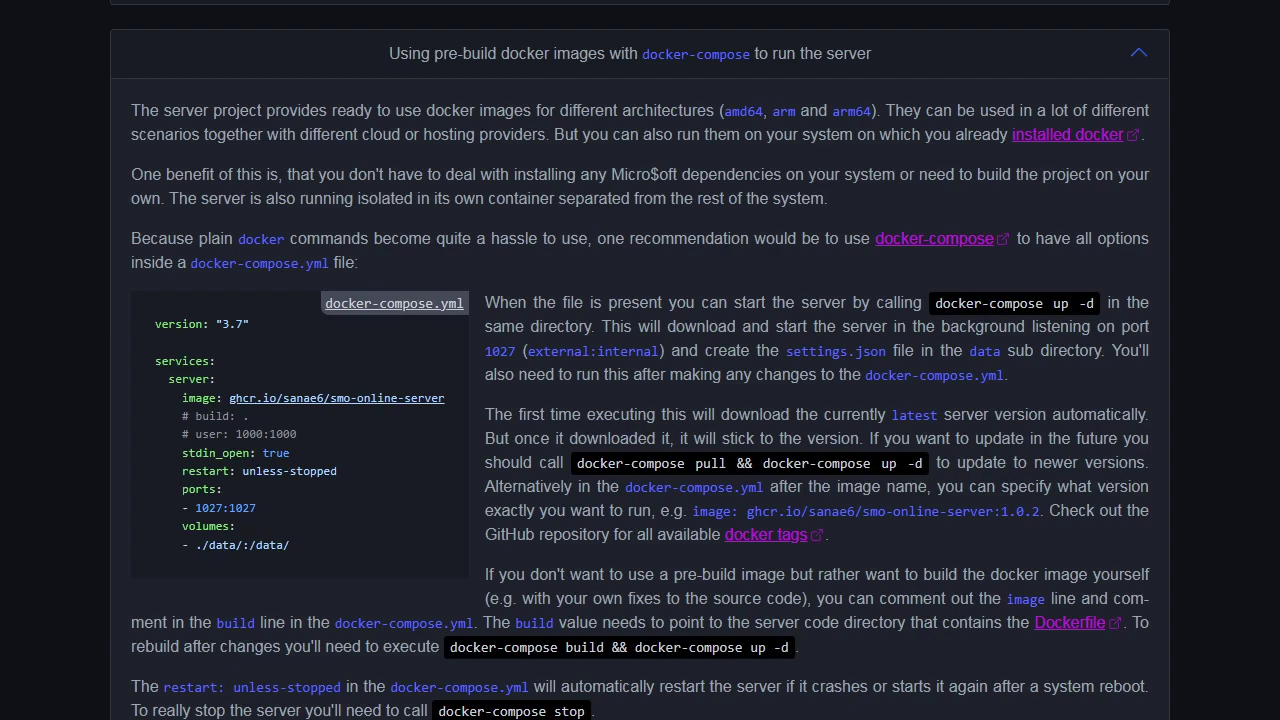 Using pre-build docker images with docker-compose to run the server
The server project provides ready to use docker images for different architectures (amd64, arm and arm64). They can be used in a lot of different
scenarios together with different cloud or hosting providers. But you can also run them on your system on which you already installed docker.
One benefit of this is, that you don't have to deal with installing any Micro$oft dependencies on your system or need to build the project on your
own. The server is also running isolated in its own container separated from the rest of the system.
Because plain docker commands become quite a hassle to use, one recommendation would be to use docker-compose to have all options
inside a docker-compose.yml file:
docker-compose.yml
version: "3.7"
services:
server:
image: ghcr.io/sanae6/smo-online-server
# build: .
# user: 1000:1000
stdin_open: true
restart: unless-stopped
ports:
- 1027:1027
volumes:
- ./data/:/data/
When the file is present you can start the server by calling docker-compose up -d in the
same directory. This will download and start the server in the background listening on port
1027 (external:internal) and create the settings.json file in the data sub directory. You'll
also need to run this after making any changes to the docker-compose.yml.
The first time executing this will download the currently latest server version automatically.
But once it downloaded it, it will stick to the version. If you want to update in the future you
should call docker-compose pull && docker-compose up -d to update to newer versions.
Alternatively in the docker-compose.yml after the image name, you can specify what version
exactly you want to run, e.g. image: ghcr.io/sanae6/smo-online-server:1.0.2. Check out the
GitHub repository for all available docker tags.
If you don't want to use a pre-build image but rather want to build the docker image yourself
(e.g. with your own fixes to the source code), you can comment out the image line and com-
ment in the build line in the docker-compose.yml. The build value needs to point to the server code directory that contains the Dockerfile. To
rebuild after changes you'll need to execute docker-compose build && docker-compose up -d.
The restart: unless-stopped in the docker-compose.yml will automatically restart the server if it crashes or starts it again after a system reboot.
To really stop the server you'll need to call docker-compose stop.